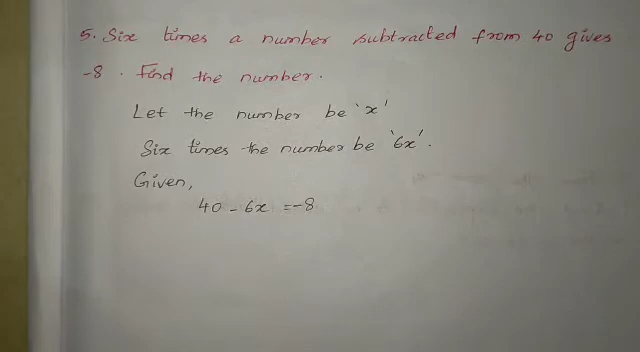 5. Six times a number subtracted from 40 gives
-8. Find the number.
Let the number be 'x'
Six times the number be '6x'.
Given,
40 - 6x = -8